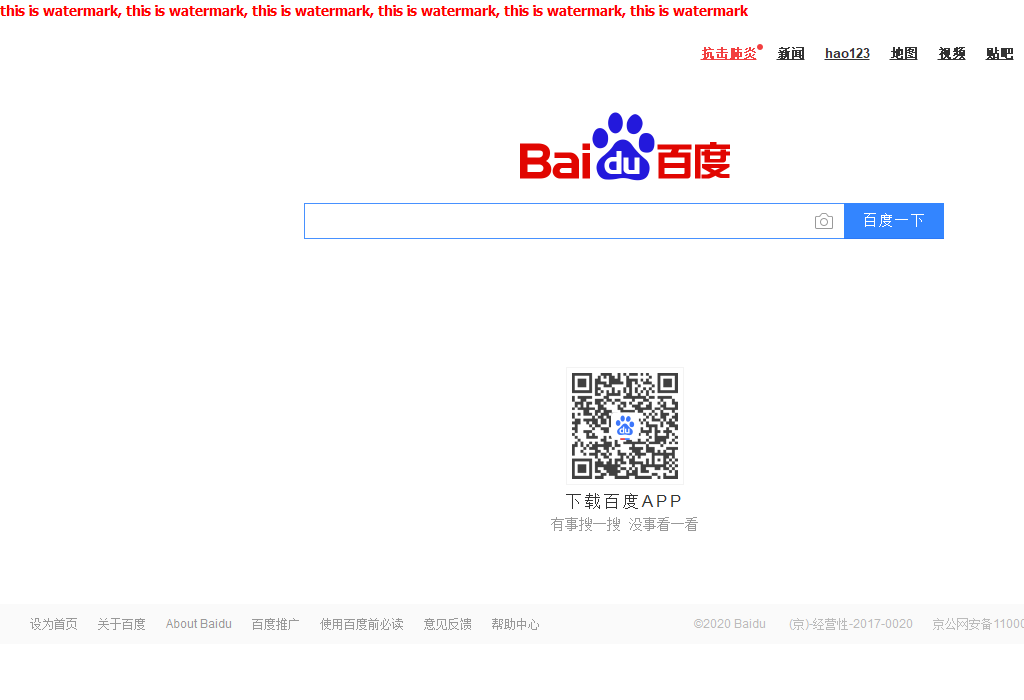 this is watermark, this is watermark, this is watermark, this is watermark, this is watermark, this is watermark
抗击肺炎 新闻 hao123 地图 视频 贴吧
Bai du 百度
百度一下
du
下载百度APP
有事搜一搜 没事看一看
设为首页 关于百度 About Baidu 百度推广 使用百度前必读 意见反馈 帮助中心 ©2020 Baidu (京)-经营性-2017-0020 京公网安备11000